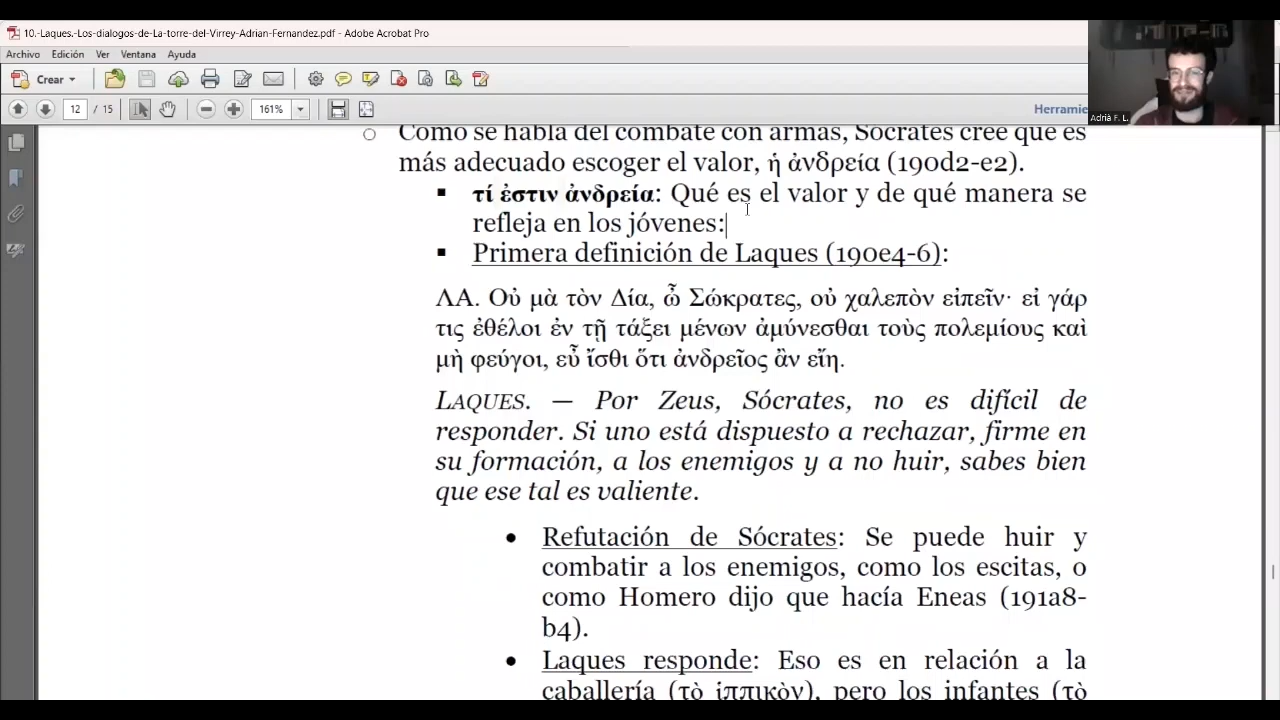 10.-Laques.-Los-dialogos-de-La-torre-del-Virrey-Adrian-Fernandez.pdf - Adobe Acrobat Pro
Archivo Edición Ver Ventana Ayuda
Crear
12 / 15 161% Herramie
Adrià F. L.
Como se habla del combate con armas, Sócrates cree que es
más adecuado escoger el valor, ἡ ἀνδρεία (190d2-e2).
τί ἐστιν ἀνδρεία: Qué es el valor y de qué manera se
refleja en los jóvenes:
Primera definición de Laques (190e4-6):
ΛΑ. Οὐ μὰ τὸν Δία, ὦ Σώκρατες, οὐ χαλεπὸν εἰπεῖν· εἰ γάρ
τις ἐθέλοι ἐν τῇ τάξει μένων ἀμύνεσθαι τοὺς πολεμίους καὶ
μὴ φεύγοι, εὖ ἴσθι ὅτι ἀνδρεῖος ἂν εἴη.
LAQUES. — Por Zeus, Sócrates, no es difícil de
responder. Si uno está dispuesto a rechazar, firme en
su formación, a los enemigos y a no huir, sabes bien
que ese tal es valiente.
Refutación de Sócrates: Se puede huir y
combatir a los enemigos, como los escitas, o
como Homero dijo que hacía Eneas (191a8-
b4).
Laques responde: Eso es en relación a la
caballería (τὸ ἱππικὸν), pero los infantes (τὸ